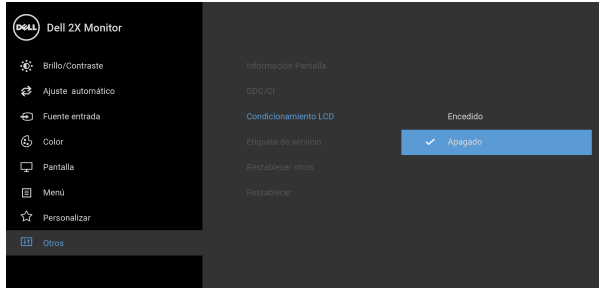 DELL Dell 2X Monitor
Brillo/Contraste
Ajuste automático
Fuente entrada
Color
Pantalla
Menú
Personalizar
Otros
Información Pantalla
DDC/CI
Condicionamiento LCD
Etiqueta de servicio
Restablecer otros
Restablecer
Encedido
Apagado